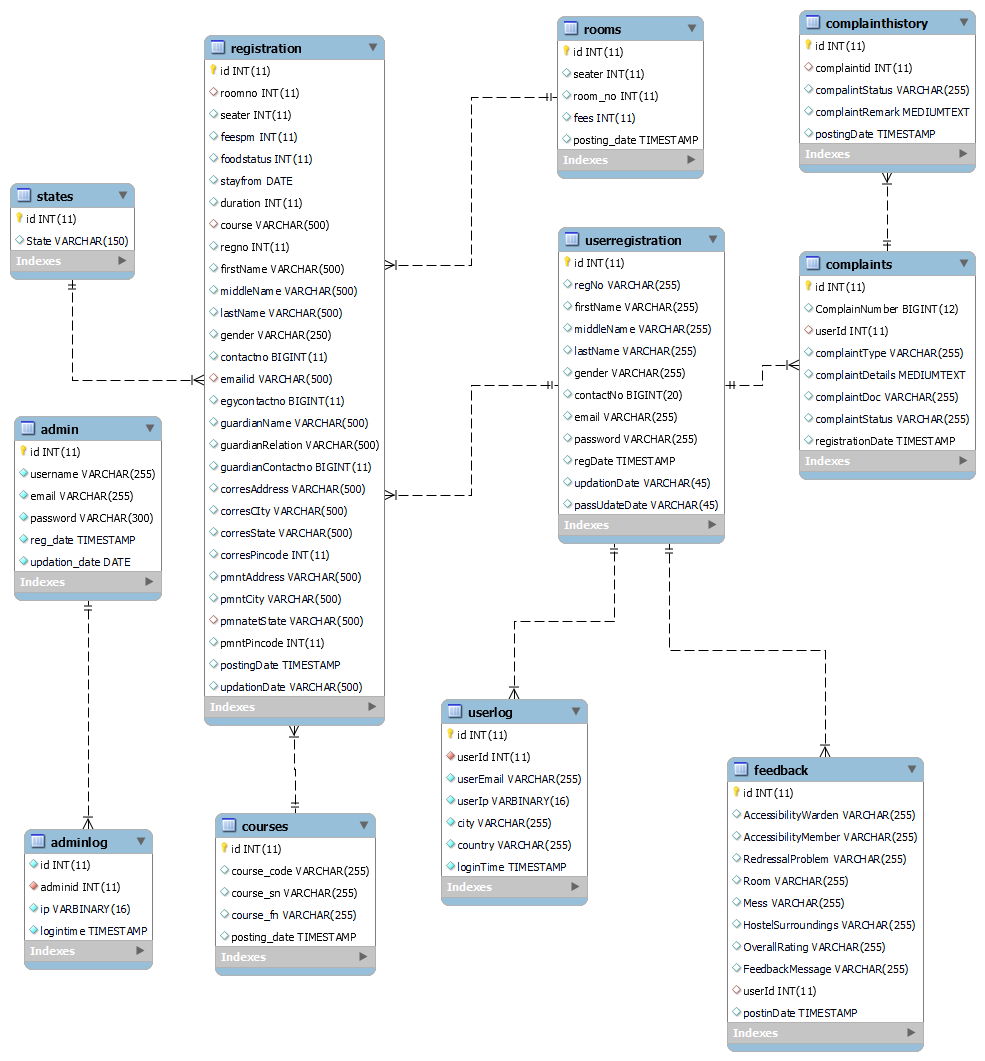 states
id INT(11)
State VARCHAR(150)
Indexes
admin
id INT(11)
username VARCHAR(255)
email VARCHAR(255)
password VARCHAR(300)
reg_date TIMESTAMP
updation_date DATE
Indexes
adminlog
id INT(11)
adminid INT(11)
ip VARBINARY(16)
logintime TIMESTAMP
Indexes
registration
id INT(11)
roomno INT(11)
seater INT(11)
feespm INT(11)
foodstatus INT(11)
stayfrom DATE
duration INT(11)
course VARCHAR(500)
regno INT(11)
firstName VARCHAR(500)
middleName VARCHAR(500)
lastName VARCHAR(500)
gender VARCHAR(250)
contactno BIGINT(11)
emailid VARCHAR(500)
egycontactno BIGINT(11)
guardianName VARCHAR(500)
guardianRelation VARCHAR(500)
guardianContactno BIGINT(11)
corresAddress VARCHAR(500)
corresCIty VARCHAR(500)
corresState VARCHAR(500)
corresPincode INT(11)
pmntAddress VARCHAR(500)
pmntCity VARCHAR(500)
pmnatetState VARCHAR(500)
pmntPincode INT(11)
postingDate TIMESTAMP
updationDate VARCHAR(500)
Indexes
courses
id INT(11)
course_code VARCHAR(255)
course_sn VARCHAR(255)
course_fn VARCHAR(255)
posting_date TIMESTAMP
Indexes
rooms
id INT(11)
seater INT(11)
room_no INT(11)
fees INT(11)
posting_date TIMESTAMP
Indexes
userregistration
id INT(11)
regNo VARCHAR(255)
firstName VARCHAR(255)
middleName VARCHAR(255)
lastName VARCHAR(255)
gender VARCHAR(255)
contactNo BIGINT(20)
email VARCHAR(255)
password VARCHAR(255)
regDate TIMESTAMP
updationDate VARCHAR(45)
passUdateDate VARCHAR(45)
Indexes
userlog
id INT(11)
userId INT(11)
userEmail VARCHAR(255)
userIp VARBINARY(16)
city VARCHAR(255)
country VARCHAR(255)
loginTime TIMESTAMP
Indexes
complainthistory
id INT(11)
complaintid INT(11)
compalintStatus VARCHAR(255)
complaintRemark MEDIUMTEXT
postingDate TIMESTAMP
Indexes
complaints
id INT(11)
ComplainNumber BIGINT(12)
userId INT(11)
complaintType VARCHAR(255)
complaintDetails MEDIUMTEXT
complaintDoc VARCHAR(255)
complaintStatus VARCHAR(255)
registrationDate TIMESTAMP
Indexes
feedback
id INT(11)
AccessibilityWarden VARCHAR(255)
AccessibilityMember VARCHAR(255)
RedressalProblem VARCHAR(255)
Room VARCHAR(255)
Mess VARCHAR(255)
HostelSurroundings VARCHAR(255)
OverallRating VARCHAR(255)
FeedbackMessage VARCHAR(255)
userId INT(11)
postinDate TIMESTAMP
Indexes